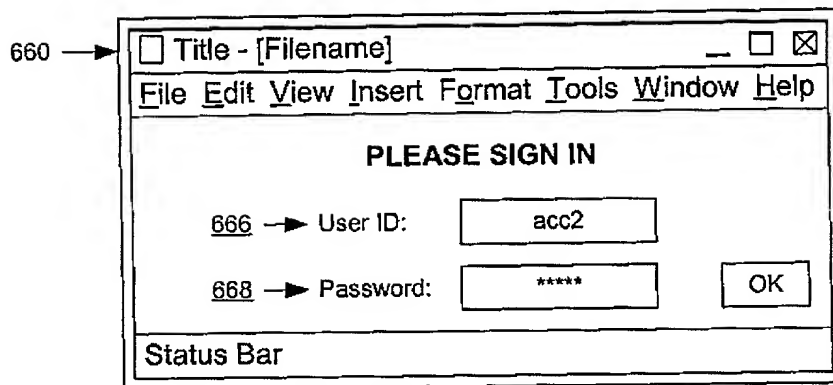 660
Title - [Filename]
File Edit View Insert Format Tools Window Help
PLEASE SIGN IN
666 User ID: acc2
668 Password: ***** OK
Status Bar